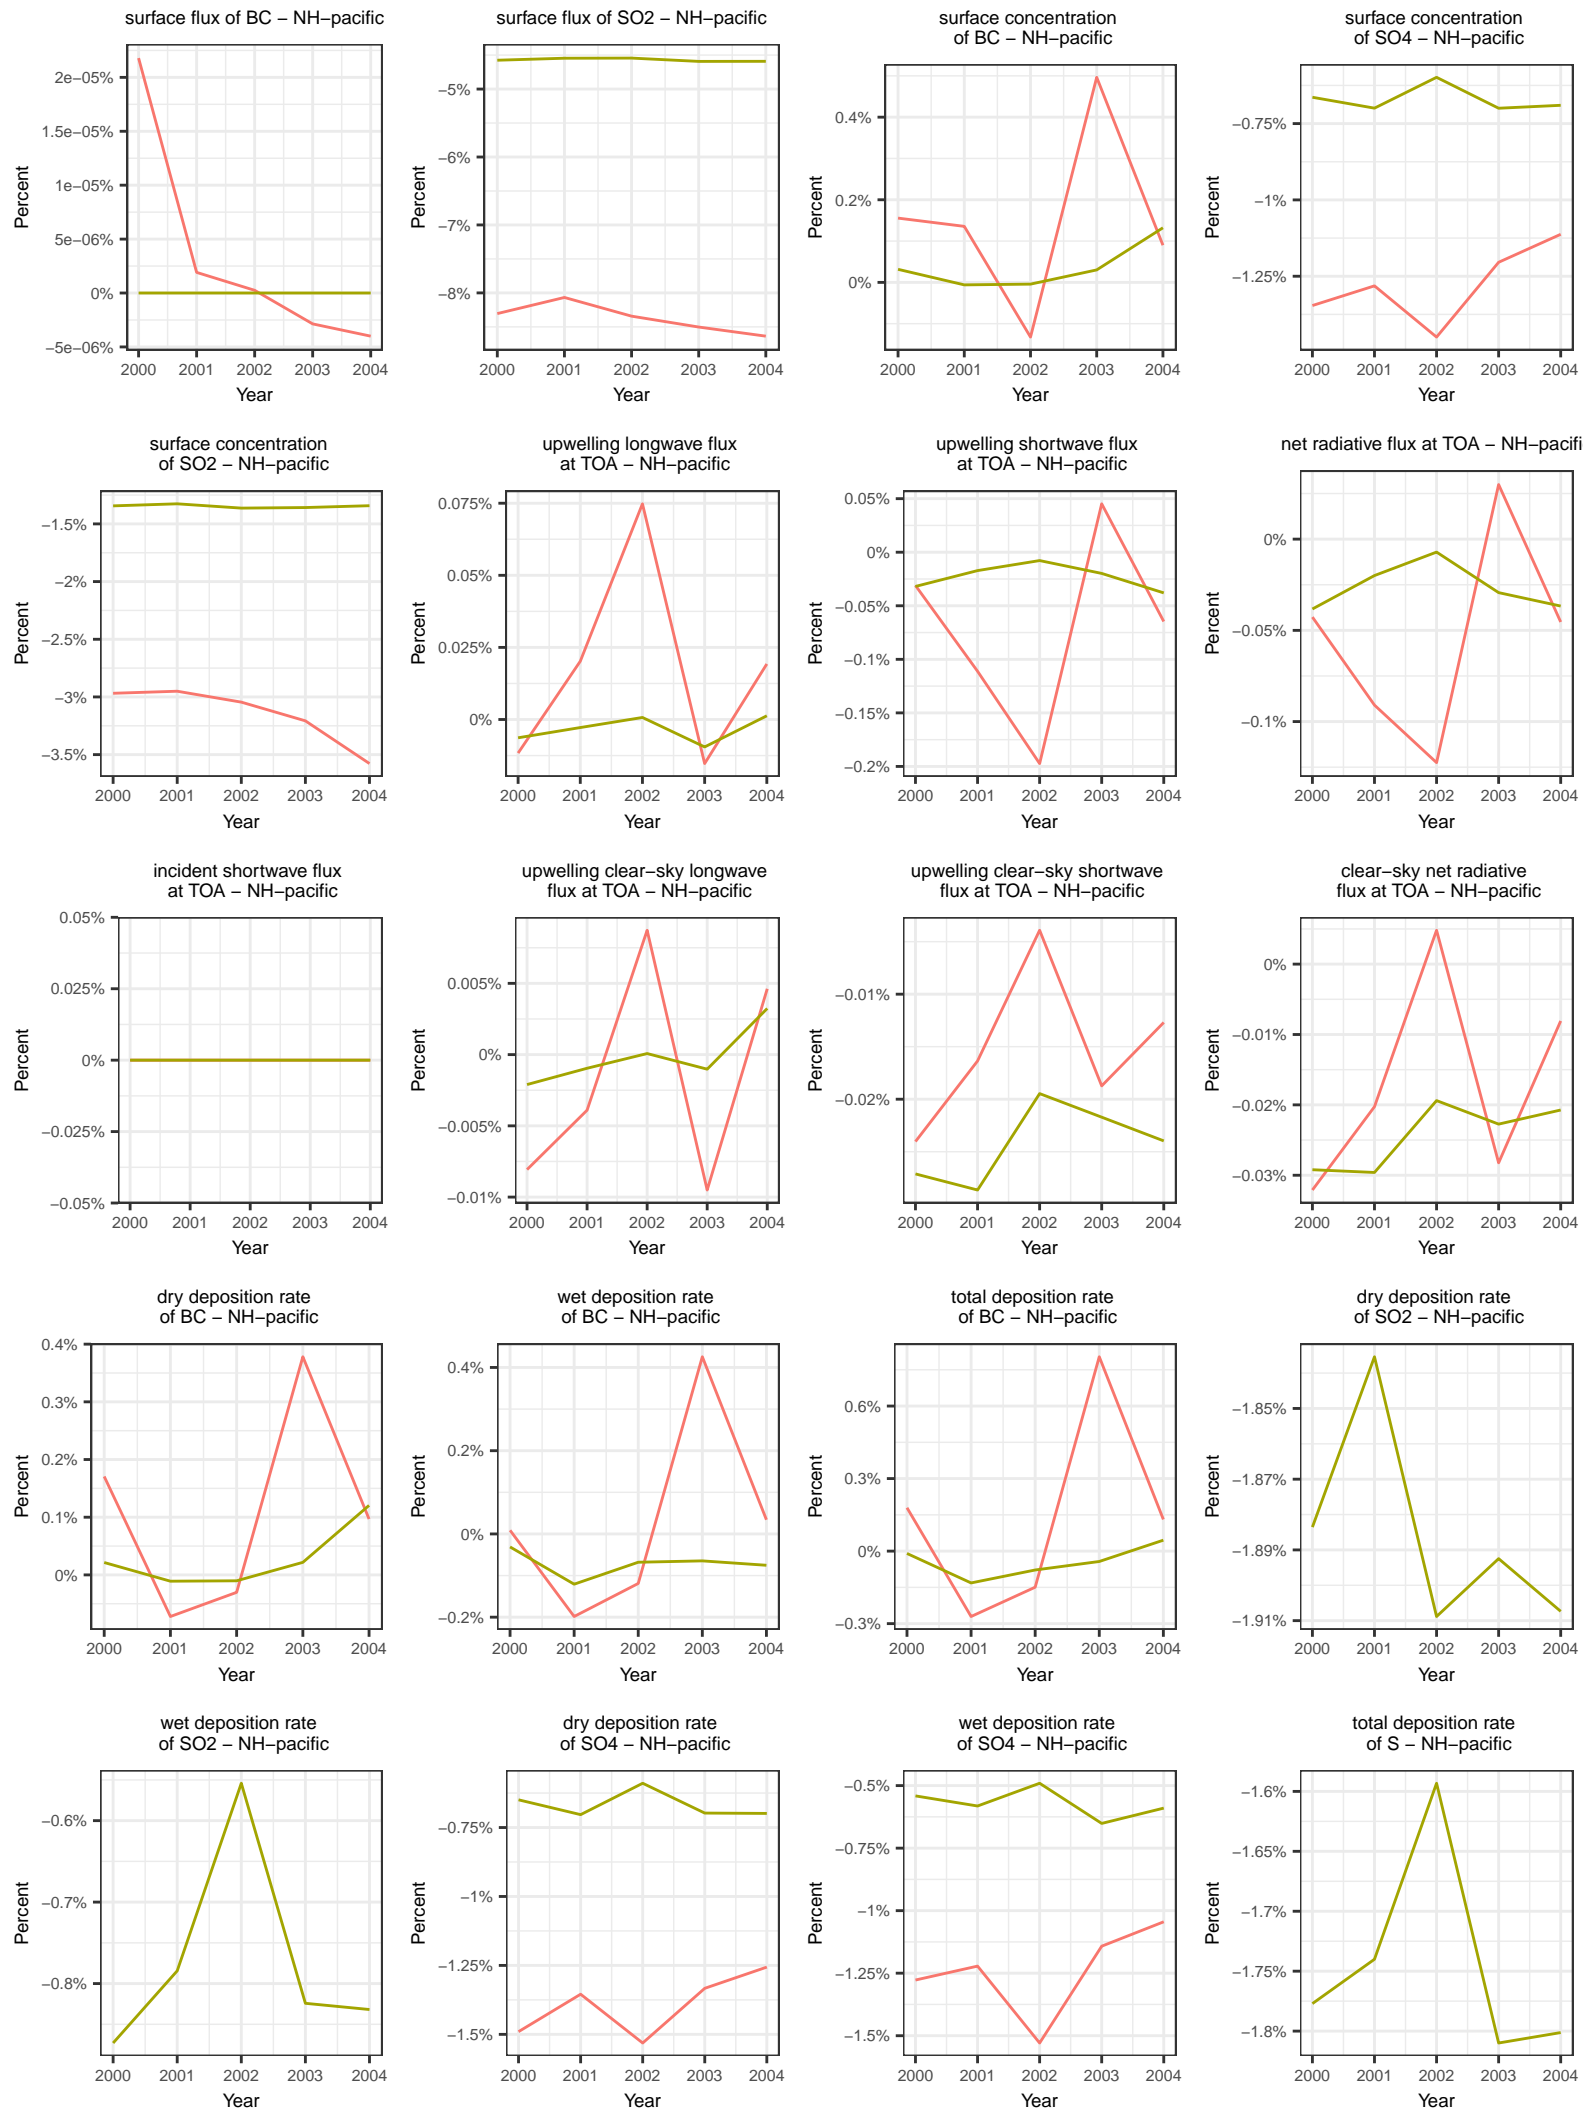 surface flux of BC − NH−pacific
2e−05%
1.5e−05%
1e−05%
5e−06%
0%
−5e−06%
Percent
2000 2001 2002 2003 2004
Year
surface flux of SO2 − NH−pacific
−5%
−6%
−7%
−8%
Percent
2000 2001 2002 2003 2004
Year
surface concentration
of BC − NH−pacific
0.4%
0.2%
0%
Percent
2000 2001 2002 2003 2004
Year
surface concentration
of SO4 − NH−pacific
−0.75%
−1%
−1.25%
Percent
2000 2001 2002 2003 2004
Year
surface concentration
of SO2 − NH−pacific
−1.5%
−2%
−2.5%
−3%
−3.5%
Percent
2000 2001 2002 2003 2004
Year
upwelling longwave flux
at TOA − NH−pacific
0.075%
0.05%
0.025%
0%
Percent
2000 2001 2002 2003 2004
Year
upwelling shortwave flux
at TOA − NH−pacific
0.05%
0%
−0.05%
−0.1%
−0.15%
−0.2%
Percent
2000 2001 2002 2003 2004
Year
net radiative flux at TOA − NH−pacifi
0%
−0.05%
−0.1%
Percent
2000 2001 2002 2003 2004
Year
incident shortwave flux
at TOA − NH−pacific
0.05%
0.025%
0%
−0.025%
−0.05%
Percent
2000 2001 2002 2003 2004
Year
upwelling clear−sky longwave
flux at TOA − NH−pacific
0.005%
0%
−0.005%
−0.01%
Percent
2000 2001 2002 2003 2004
Year
upwelling clear−sky shortwave
flux at TOA − NH−pacific
−0.01%
−0.02%
Percent
2000 2001 2002 2003 2004
Year
clear−sky net radiative
flux at TOA − NH−pacific
0%
−0.01%
−0.02%
−0.03%
Percent
2000 2001 2002 2003 2004
Year
dry deposition rate
of BC − NH−pacific
0.4%
0.3%
0.2%
0.1%
0%
Percent
2000 2001 2002 2003 2004
Year
wet deposition rate
of BC − NH−pacific
0.4%
0.2%
0%
−0.2%
Percent
2000 2001 2002 2003 2004
Year
total deposition rate
of BC − NH−pacific
0.6%
0.3%
0%
−0.3%
Percent
2000 2001 2002 2003 2004
Year
dry deposition rate
of SO2 − NH−pacific
−1.85%
−1.87%
−1.89%
−1.91%
Percent
2000 2001 2002 2003 2004
Year
wet deposition rate
of SO2 − NH−pacific
−0.6%
−0.7%
−0.8%
Percent
2000 2001 2002 2003 2004
Year
dry deposition rate
of SO4 − NH−pacific
−0.75%
−1%
−1.25%
−1.5%
Percent
2000 2001 2002 2003 2004
Year
wet deposition rate
of SO4 − NH−pacific
−0.5%
−0.75%
−1%
−1.25%
−1.5%
Percent
2000 2001 2002 2003 2004
Year
total deposition rate
of S − NH−pacific
−1.6%
−1.65%
−1.7%
−1.75%
−1.8%
Percent
2000 2001 2002 2003 2004
Year